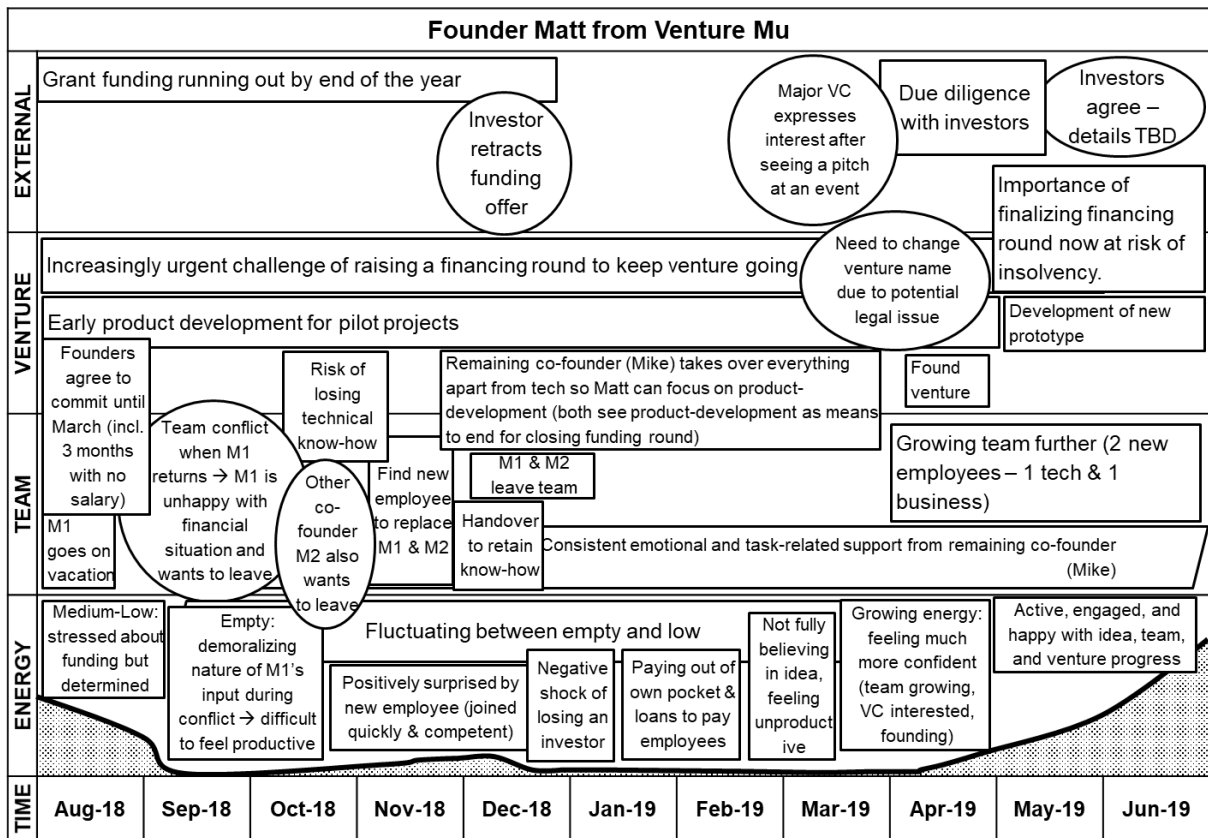 Founder Matt from Venture Mu
EXTERNAL
Grant funding running out by end of the year
Investor
retracts
funding
offer
Major VC
expresses
interest after
seeing a pitch
at an event
Due diligence
with investors
Investors
agree –
details TBD
Importance of
finalizing financing
round now at risk of
insolvency.
VENTURE
Increasingly urgent challenge of raising a financing round to keep venture going
Need to change
venture name
due to potential
legal issue
Early product development for pilot projects
Development of new
prototype
Founders
agree to
commit until
March (incl.
3 months
with no
salary)
Risk of
losing
technical
know-how
Remaining co-founder (Mike) takes over everything
apart from tech so Matt can focus on product-
development (both see product-development as means
to end for closing funding round)
Found
venture
TEAM
M1
goes on
vacation
Team conflict
when M1
returns → M1 is
unhappy with
financial
situation and
wants to leave
Other
co-
founder
M2 also
wants
to leave
Find new
employee
to replace
M1 & M2
M1 & M2
leave team
Handover
to retain
know-how
Growing team further (2 new
employees – 1 tech & 1
business)
Consistent emotional and task-related support from remaining co-founder
(Mike)
ENERGY
Medium-Low:
stressed about
funding but
determined
Empty:
demoralizing
nature of M1’s
input during
conflict → difficult
to feel productive
Fluctuating between empty and low
Positively surprised by
new employee (joined
quickly & competent)
Negative
shock of
losing an
investor
Paying out of
own pocket &
loans to pay
employees
Not fully
believing
in idea,
feeling
unproduct
ive
Growing energy:
feeling much
more confident
(team growing,
VC interested,
founding)
Active, engaged, and
happy with idea, team,
and venture progress
TIME
Aug-18 Sep-18 Oct-18 Nov-18 Dec-18 Jan-19 Feb-19 Mar-19 Apr-19 May-19 Jun-19